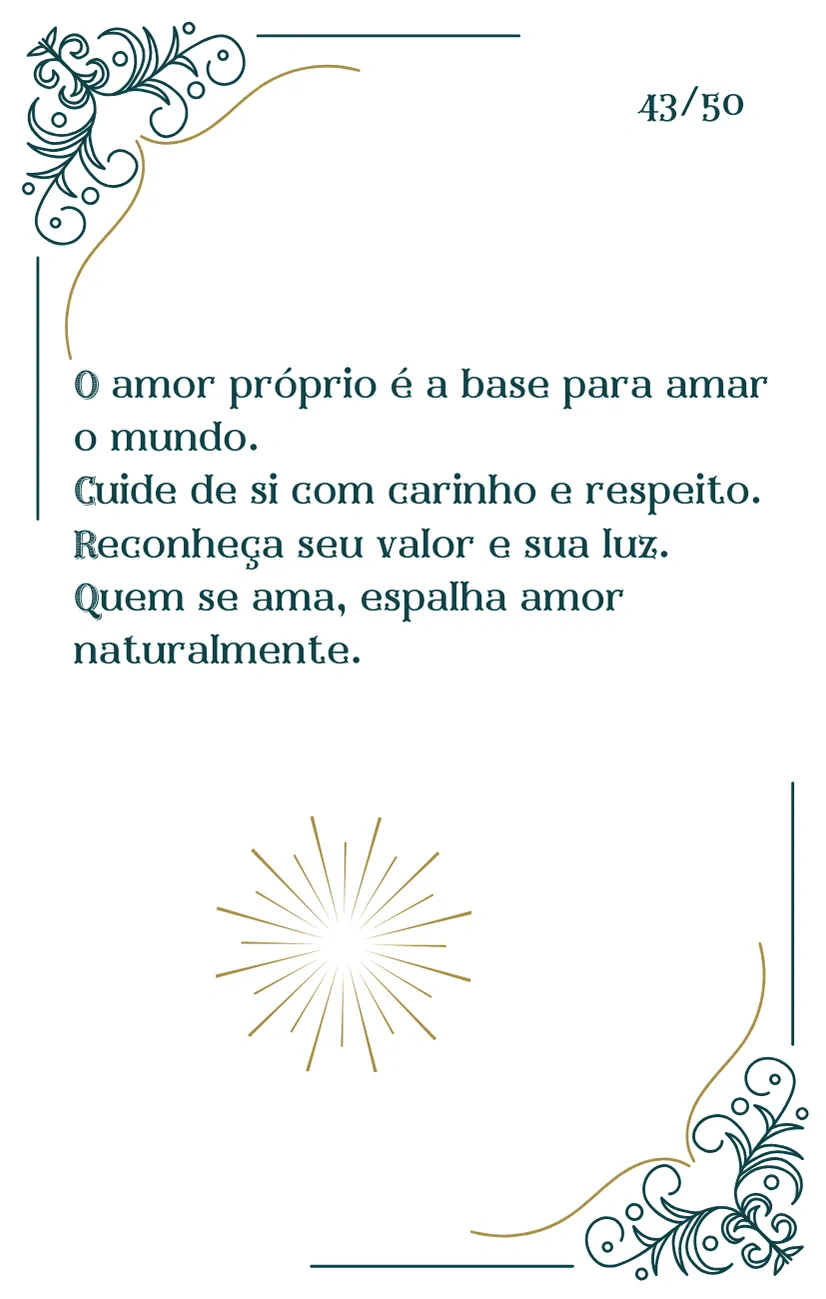 43/50
O amor próprio é a base para amar
o mundo.
Cuide de si com carinho e respeito.
Reconheça seu valor e sua luz.
Quem se ama, espalha amor
naturalmente.